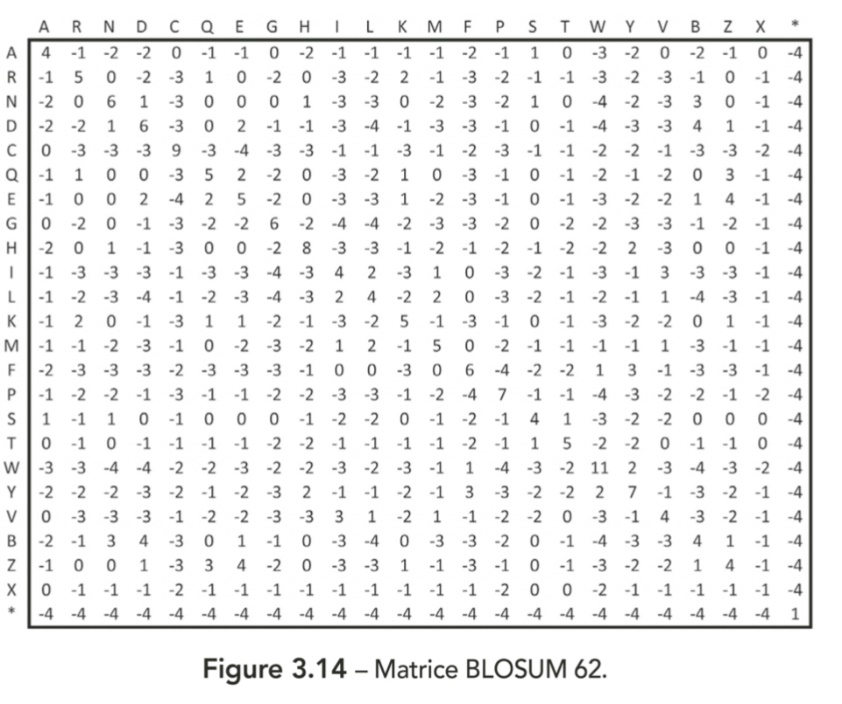 A R N D C Q E G H I L K M F P S T W Y V B Z X *
A 4 -1 -2 -2 0 -1 -1 0 -2 -1 -1 -1 -1 -2 -1 1 0 -3 -2 0 -2 -1 0 -4
R -1 5 0 -2 -3 1 0 -2 0 -3 -2 2 -1 -3 -2 -1 -1 -3 -2 -3 -1 0 -1 -4
N -2 0 6 1 -3 0 0 0 1 -3 -3 0 -2 -3 -2 1 0 -4 -2 -3 3 0 -1 -4
D -2 -2 1 6 -3 0 2 -1 -1 -3 -4 -1 -3 -3 -1 0 -1 -4 -3 -3 4 1 -1 -4
C 0 -3 -3 -3 9 -3 -4 -3 -3 -1 -1 -3 -1 -2 -3 -1 -1 -2 -2 -1 -3 -3 -2 -4
Q -1 1 0 0 -3 5 2 -2 0 -3 -2 1 0 -3 -1 0 -1 -2 -1 -2 0 3 -1 -4
E -1 0 0 2 -4 2 5 -2 0 -3 -3 1 -2 -3 -1 0 -1 -3 -2 -2 1 4 -1 -4
G 0 -2 0 -1 -3 -2 -2 6 -2 -4 -4 -2 -3 -3 -2 0 -2 -2 -3 -3 -1 -2 -1 -4
H -2 0 1 -1 -3 0 0 -2 8 -3 -3 -1 -2 -1 -2 -1 -2 -2 2 -3 0 0 -1 -4
I -1 -3 -3 -3 -1 -3 -3 -4 -3 4 2 -3 1 0 -3 -2 -1 -3 -1 3 -3 -3 -1 -4
L -1 -2 -3 -4 -1 -2 -3 -4 -3 2 4 -2 2 0 -3 -2 -1 -2 -1 1 -4 -3 -1 -4
K -1 2 0 -1 -3 1 1 -2 -1 -3 -2 5 -1 -3 -1 0 -1 -3 -2 -2 0 1 -1 -4
M -1 -1 -2 -3 -1 0 -2 -3 -2 1 2 -1 5 0 -2 -1 -1 -1 -1 1 -3 -1 -1 -4
F -2 -3 -3 -3 -2 -3 -3 -3 -1 0 0 -3 0 6 -4 -2 -2 1 3 -1 -3 -3 -1 -4
P -1 -2 -2 -1 -3 -1 -1 -2 -2 -3 -3 -1 -2 -4 7 -1 -1 -4 -3 -2 -2 -1 -2 -4
S 1 -1 1 0 -1 0 0 0 -1 -2 -2 0 -1 -2 -1 4 1 -3 -2 -2 0 0 0 -4
T 0 -1 0 -1 -1 -1 -1 -2 -2 -1 -1 -1 -1 -2 -1 1 5 -2 -2 0 -1 -1 0 -4
W -3 -3 -4 -4 -2 -2 -3 -2 -2 -3 -2 -3 -1 1 -4 -3 -2 11 2 -3 -4 -3 -2 -4
Y -2 -2 -2 -3 -2 -1 -2 -3 2 -1 -1 -2 -1 3 -3 -2 -2 2 7 -1 -3 -2 -1 -4
V 0 -3 -3 -3 -1 -2 -2 -3 -3 3 1 -2 1 -1 -2 -2 0 -3 -1 4 -3 -2 -1 -4
B -2 -1 3 4 -3 0 1 -1 0 -3 -4 0 -3 -3 -2 0 -1 -4 -3 -3 4 1 -1 -4
Z -1 0 0 1 -3 3 4 -2 0 -3 -3 1 -1 -3 -1 0 -1 -3 -2 -2 1 4 -1 -4
X 0 -1 -1 -1 -2 -1 -1 -1 -1 -1 -1 -1 -1 -1 -2 0 0 -2 -1 -1 -1 -1 -1 -4
* -4 -4 -4 -4 -4 -4 -4 -4 -4 -4 -4 -4 -4 -4 -4 -4 -4 -4 -4 -4 -4 -4 -4 1
Figure 3.14 – Matrice BLOSUM 62.